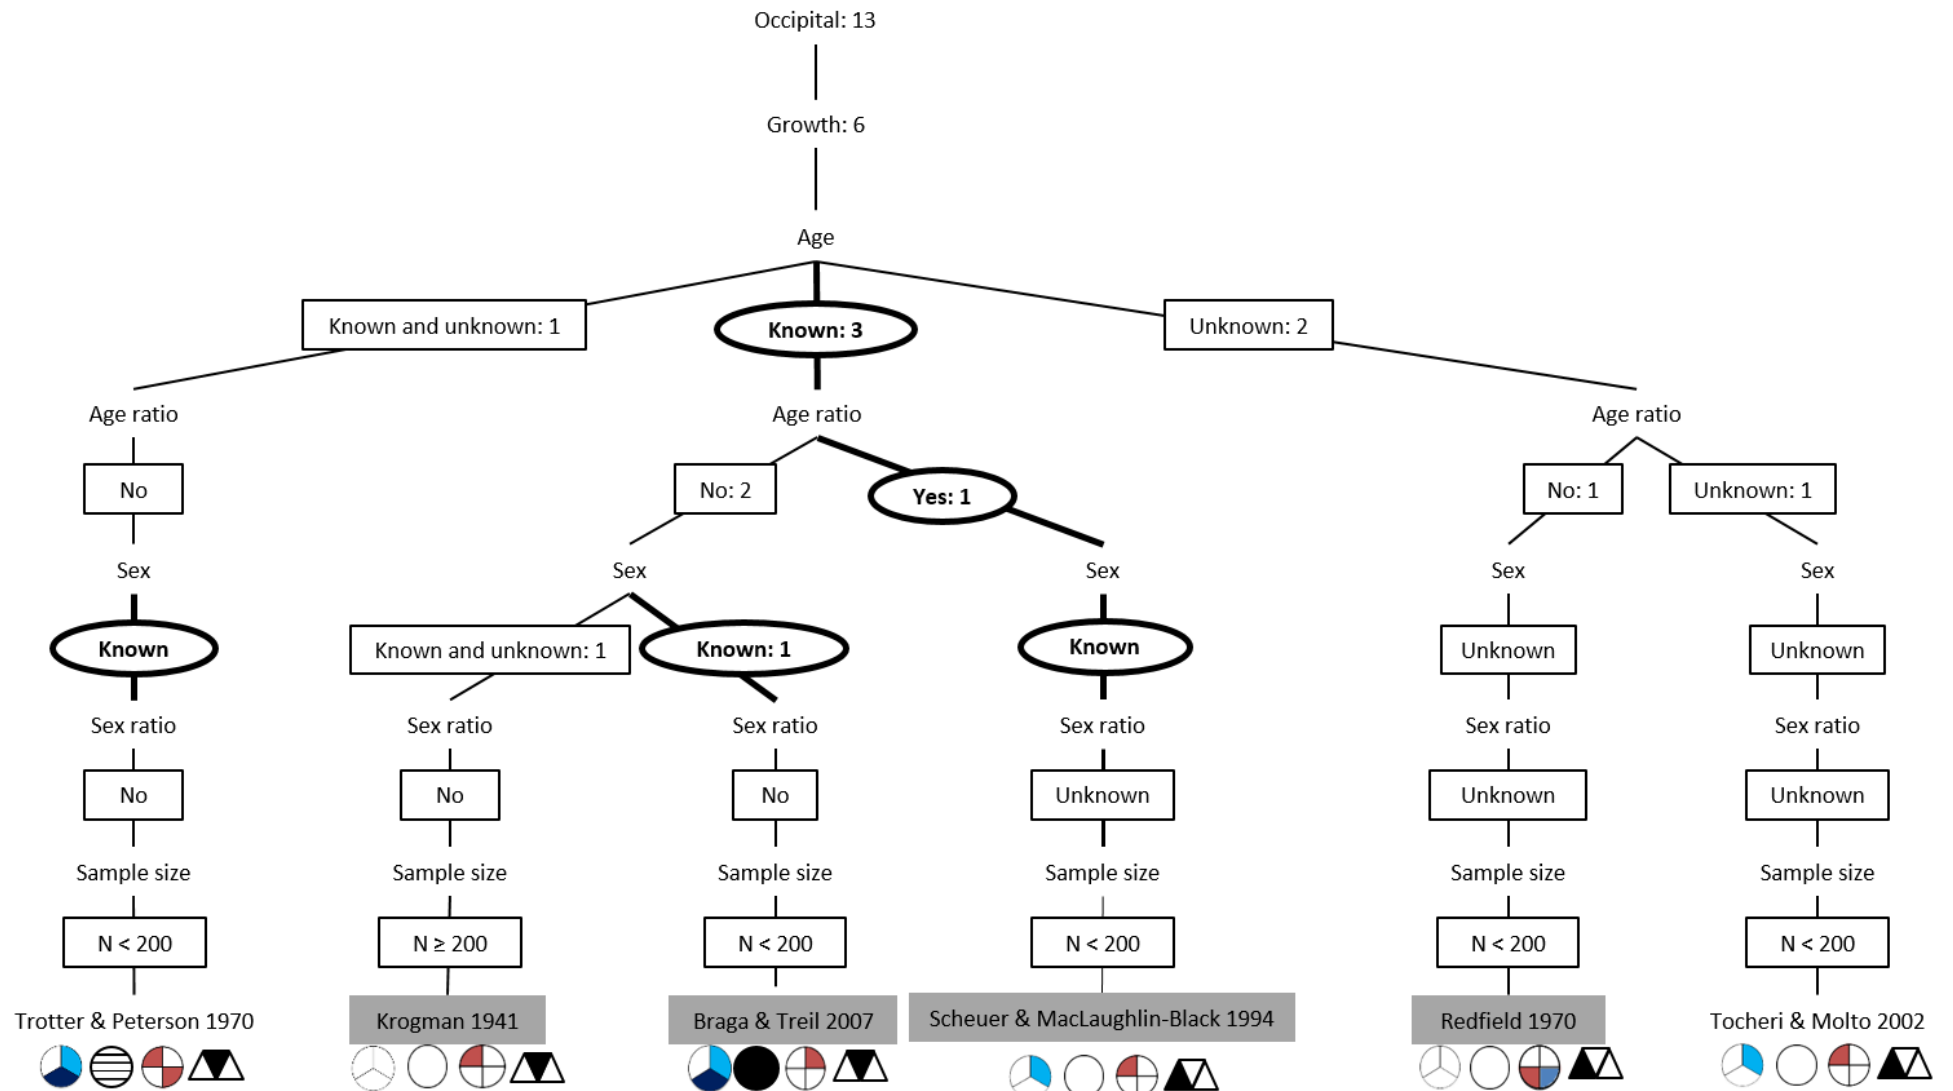 Occipital: 13
Growth: 6
Age
Known and unknown: 1
Known: 3
Unknown: 2
Age ratio
Age ratio
Age ratio
No
No: 2
Yes: 1
No: 1
Unknown: 1
Sex
Sex
Sex
Sex
Sex
Known
Known and unknown: 1
Known: 1
Known
Unknown
Unknown
Sex ratio
Sex ratio
Sex ratio
Sex ratio
Sex ratio
Sex ratio
No
No
No
Unknown
Unknown
Unknown
Sample size
Sample size
Sample size
Sample size
Sample size
Sample size
N < 200
N ≥ 200
N < 200
N < 200
N < 200
N < 200
Trotter & Peterson 1970
Krogman 1941
Braga & Treil 2007
Scheuer & MacLaughlin-Black 1994
Redfield 1970
Tocheri & Molto 2002